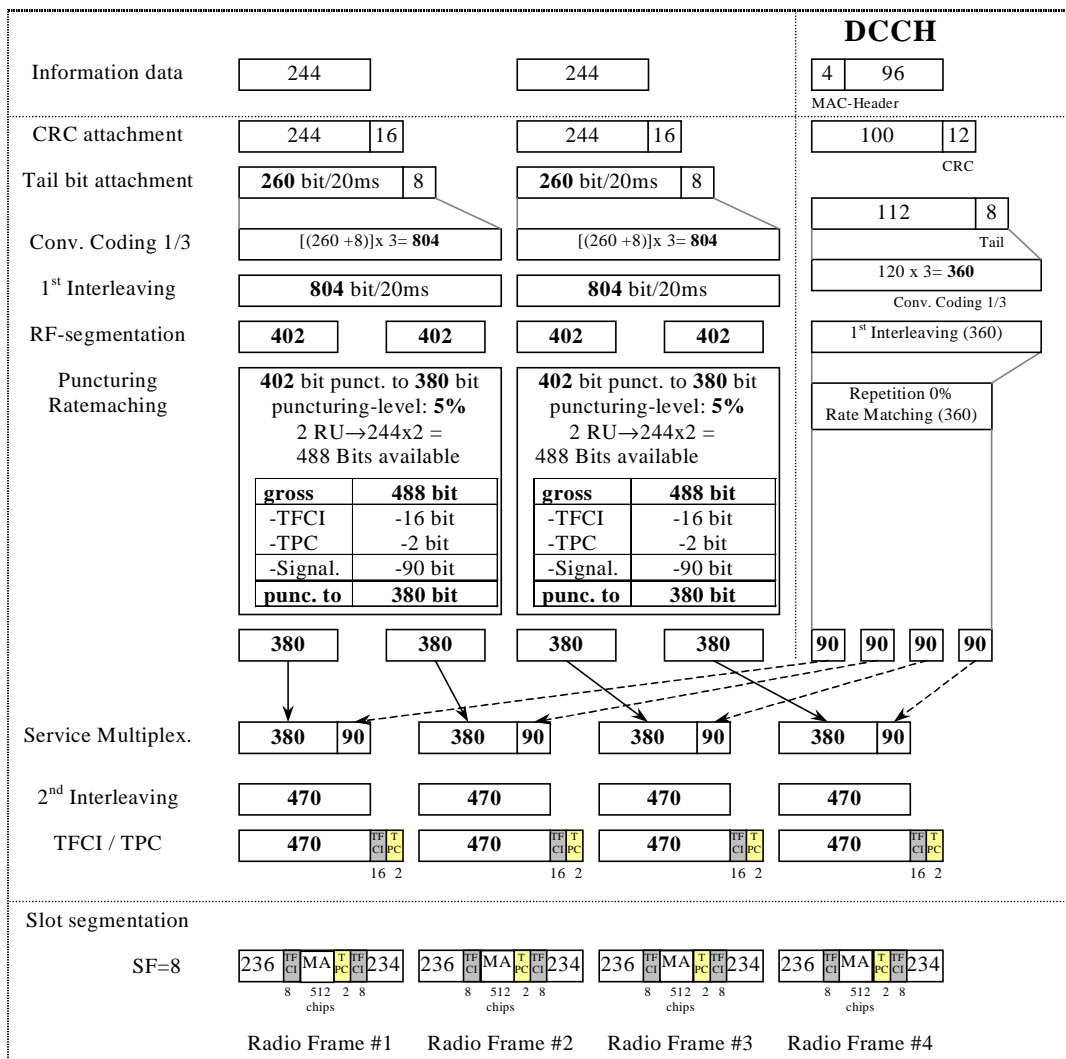 DCCH
Information data
244
244
4 96
MAC-Header
CRC attachment
244 16
244 16
100 12
CRC
Tail bit attachment
260 bit/20ms 8
260 bit/20ms 8
112 8
Tail
Conv. Coding 1/3
[(260 +8)]x 3= 804
[(260 +8)]x 3= 804
120 x 3= 360
Conv. Coding 1/3
1st Interleaving
804 bit/20ms
804 bit/20ms
1st Interleaving (360)
RF-segmentation
402 402 402 402
Puncturing
Ratemaching
402 bit punct. to 380 bit
puncturing-level: 5%
2 RU→244x2 =
488 Bits available
gross 488 bit
-TFCI -16 bit
-TPC -2 bit
-Signal. -90 bit
punc. to 380 bit
402 bit punct. to 380 bit
puncturing-level: 5%
2 RU→244x2 =
488 Bits available
gross 488 bit
-TFCI -16 bit
-TPC -2 bit
-Signal. -90 bit
punc. to 380 bit
Repetition 0%
Rate Matching (360)
380 380 380 380 90 90 90 90
Service Multiplex.
380 90 380 90 380 90 380 90
2nd Interleaving
470 470 470 470
TFCI / TPC
470 TF CI T PC 470 TF CI T PC 470 TF CI T PC 470 TF CI T PC
16 2 16 2 16 2 16 2
Slot segmentation
SF=8
236 TF CI MA T PC TF CI 234
8 512 2 8
chips
236 TF CI MA T PC TF CI 234
8 512 2 8
chips
236 TF CI MA T PC TF CI 234
8 512 2 8
chips
236 TF CI MA T PC TF CI 234
8 512 2 8
chips
Radio Frame #1 Radio Frame #2 Radio Frame #3 Radio Frame #4